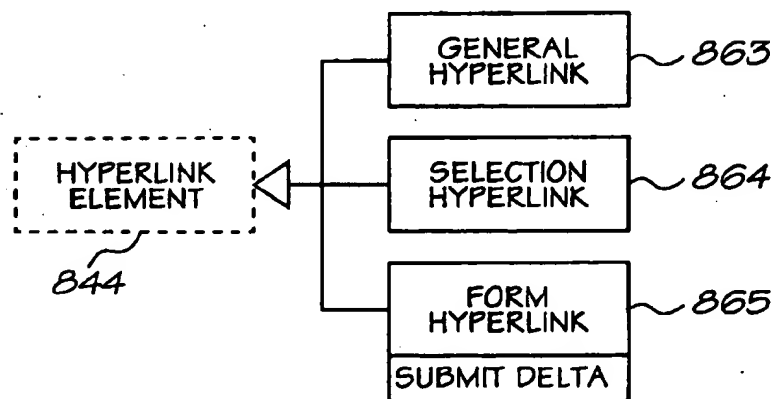 GENERAL
HYPERLINK
863
HYPERLINK
ELEMENT
844
SELECTION
HYPERLINK
864
FORM
HYPERLINK
865
SUBMIT DELTA